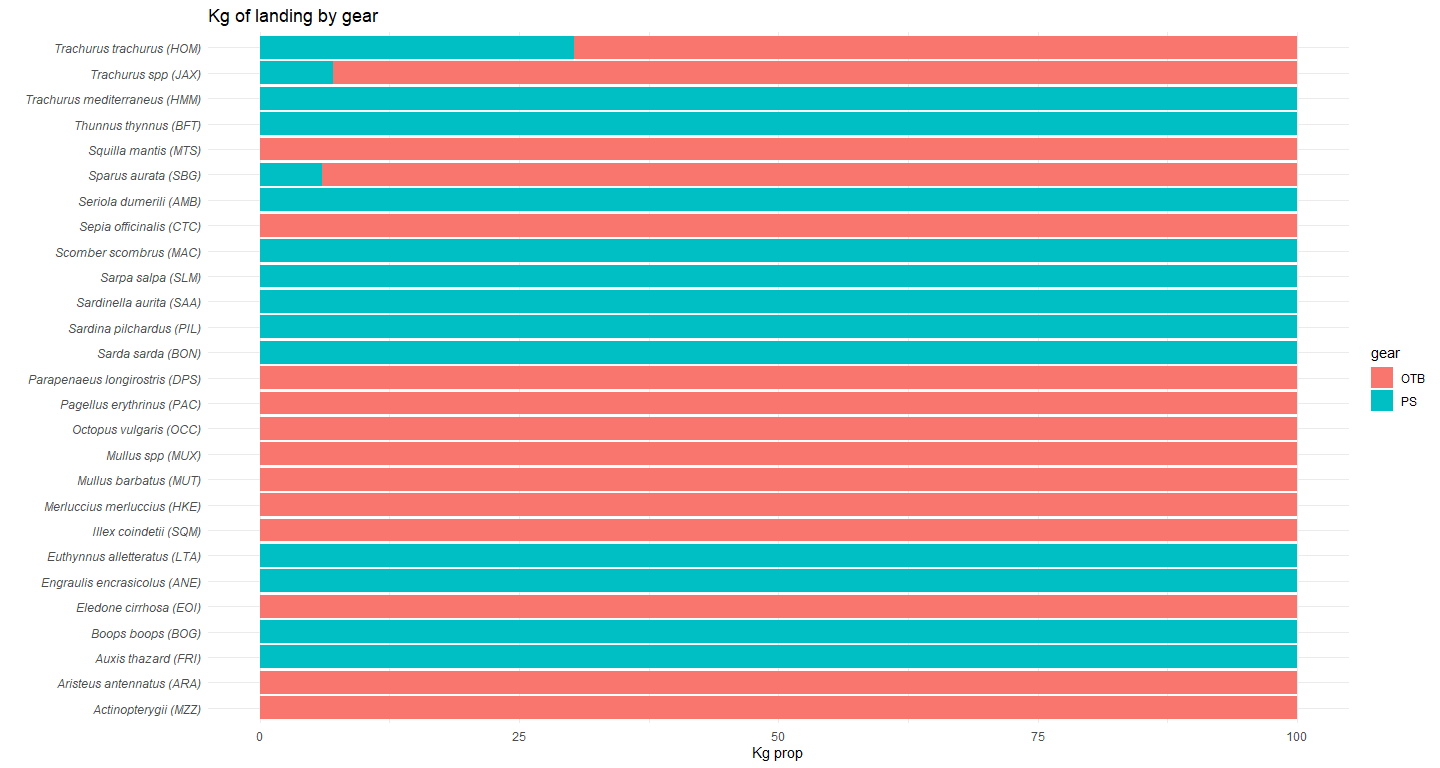 Kg of landing by gear
Trachurus trachurus (HOM)
Trachurus spp (JAX)
Trachurus mediterraneus (HMM)
Thunnus thynnus (BFT)
Squilla mantis (MTS)
Sparus aurata (SBG)
Seriola dumerili (AMB)
Sepia officinalis (CTC)
Scomber scombrus (MAC)
Sarpa salpa (SLM)
Sardinella aurita (SAA)
Sardina pilchardus (PIL)
Sarda sarda (BON)
Parapenaeus longirostris (DPS)
Pagellus erythrinus (PAC)
Octopus vulgaris (OCC)
Mullus spp (MUX)
Mullus barbatus (MUT)
Merluccius merluccius (HKE)
Illex coindetii (SQM)
Euthynnus alletteratus (LTA)
Engraulis encrasicolus (ANE)
Eledone cirrhosa (EOI)
Boops boops (BOG)
Auxis thazard (FRI)
Aristeus antennatus (ARA)
Actinopterygii (MZZ)
0 25 50 75 100
Kg prop
gear
OTB
PS